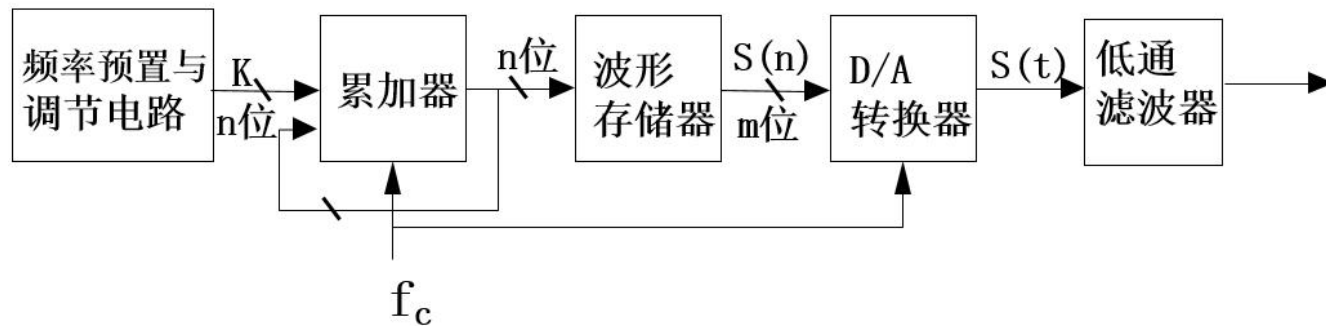 频率预置与
调节电路
K
n位
累加器
n位
波形
存储器
S(n)
m位
D/A
转换器
S(t)
低通
滤波器
fc